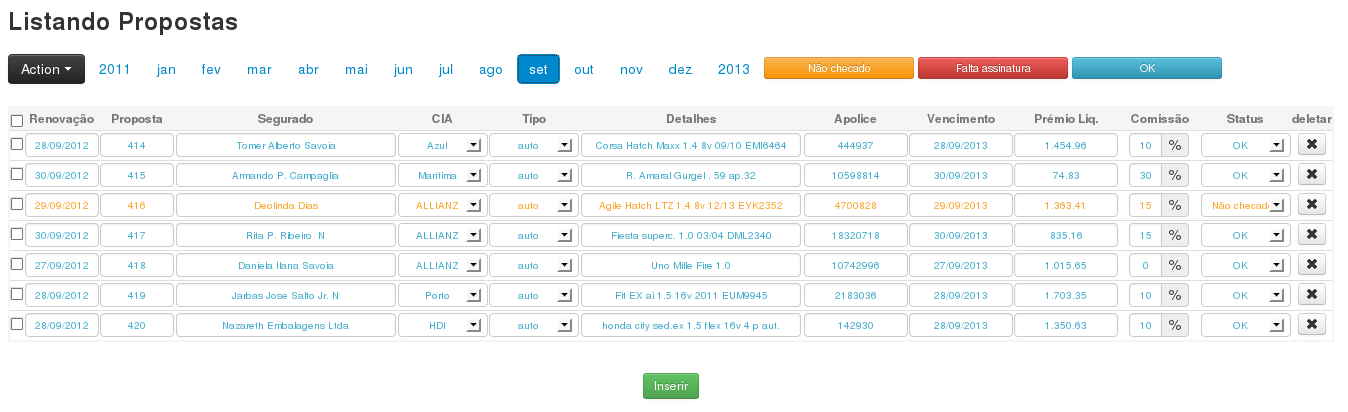 Listando Propostas
Action 2011 jan fev mar abr mai jun jul ago set out nov dez 2013 Não checado Falta assinatura OK
Renovação Proposta Segurado CIA Tipo Detalhes Apolice Vencimento Prémio Liq. Comissão Status deletar
28/09/2012 414 Tomer Alberto Savoia Azul auto Corsa Hatch Maxx 1.4 8v 09/10 EMI6464 444937 28/09/2013 1.454.96 10 % OK
30/09/2012 415 Armando P. Campaglia Marítima auto R. Amaral Gurgel . 59 ap.32 10598814 30/09/2013 74.83 30 % OK
29/09/2012 416 Deolinda Dias ALLIANZ auto Agile Hatch LTZ 1.4 8v 12/13 EYK2352 4700828 29/09/2013 1.363.41 15 % Não checad
30/09/2012 417 Rita P. Ribeiro N ALLIANZ auto Fiesta superc. 1.0 03/04 DML2340 18320718 30/09/2013 835.16 15 % OK
27/09/2012 418 Daniela Ilana Savoia ALLIANZ auto Uno Mille Fire 1.0 10742996 27/09/2013 1.015.65 0 % OK
28/09/2012 419 Jarbas Jose Salto Jr. N Porto auto Fit EX ai 1.5 16v 2011 EUM9945 2183036 28/09/2013 1.703.35 10 % OK
28/09/2012 420 Nazareth Embalagens Ltda HDI auto honda city sed.ex 1.5 flex 16v 4 p aut. 142930 28/09/2013 1.350.63 10 % OK
Inserir